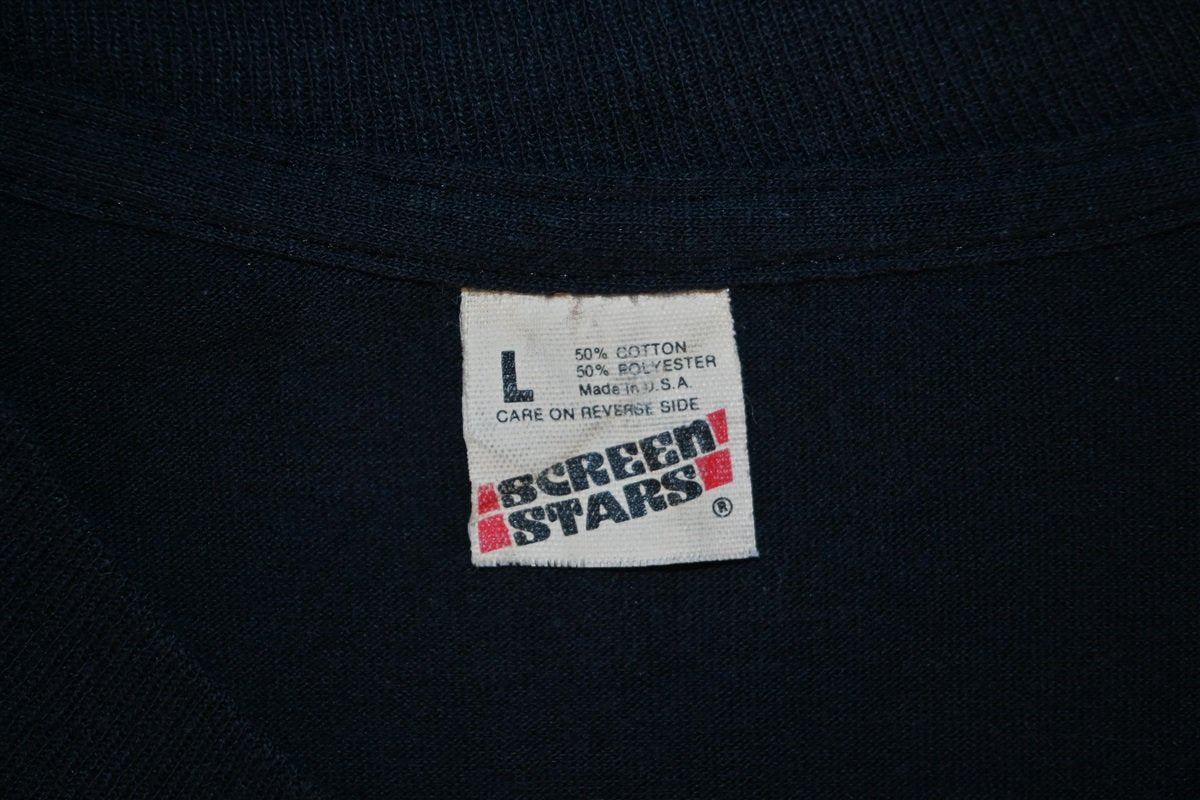 L
50% COTTON
50% POLYESTER
Made in U.S.A.
CARE ON REVERSE SIDE
SCREEN
STARS
®